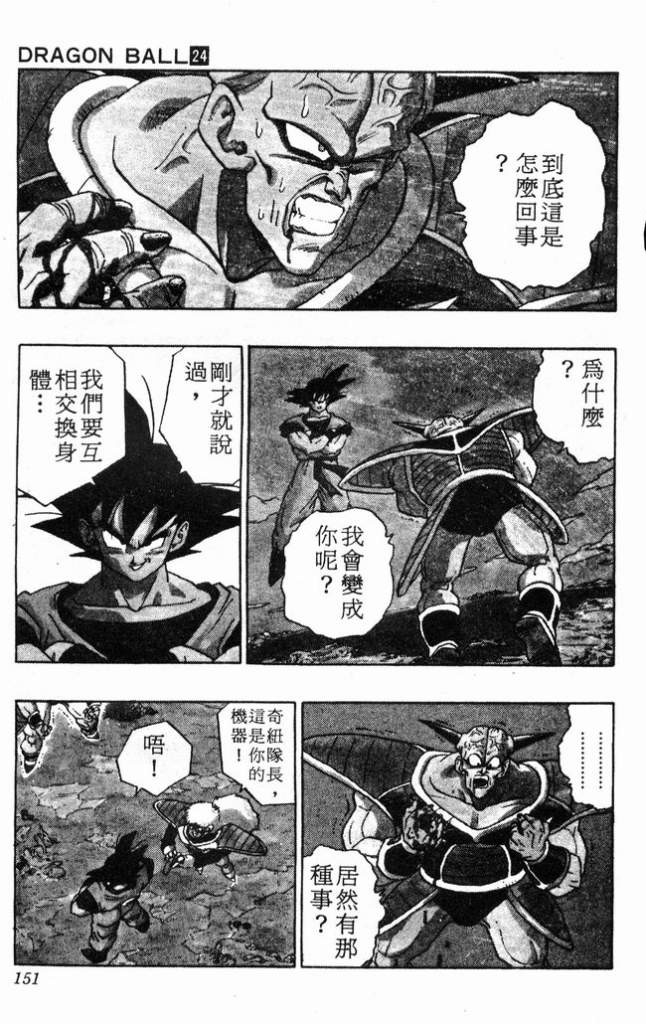 DRAGON BALL 24
到底這是
怎麼回事
？
爲什麼
？
我會變成
你呢？
剛才就說
過，
我們要互
相交換身
體…
…………
居然有那
種事？
奇紐隊長，
這是你的
機器！
唔！
151